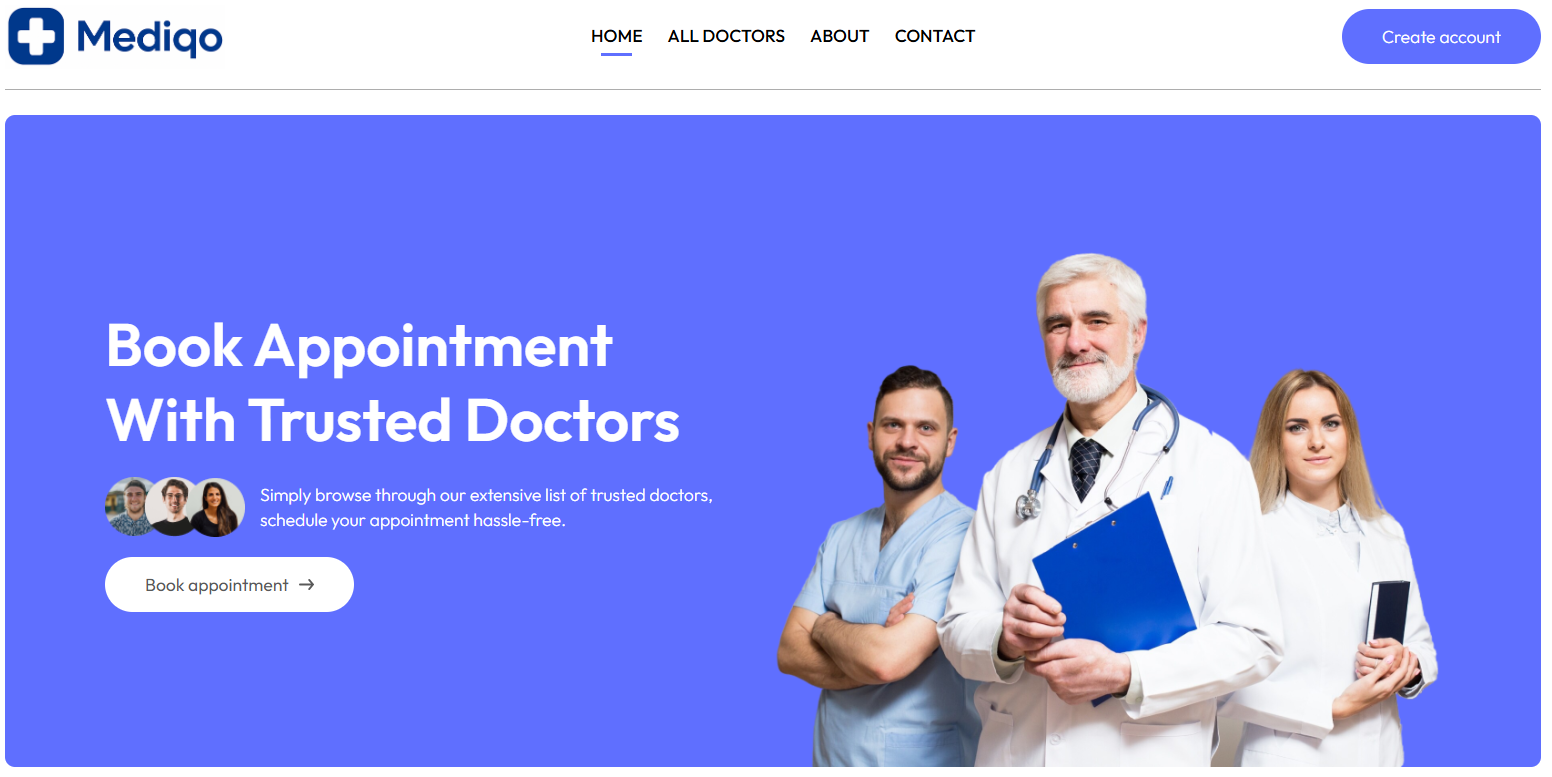 Mediqo
HOME
ALL DOCTORS
ABOUT
CONTACT
Create account
Book Appointment
With Trusted Doctors
Simply browse through our extensive list of trusted doctors,
schedule your appointment hassle-free.
Book appointment →